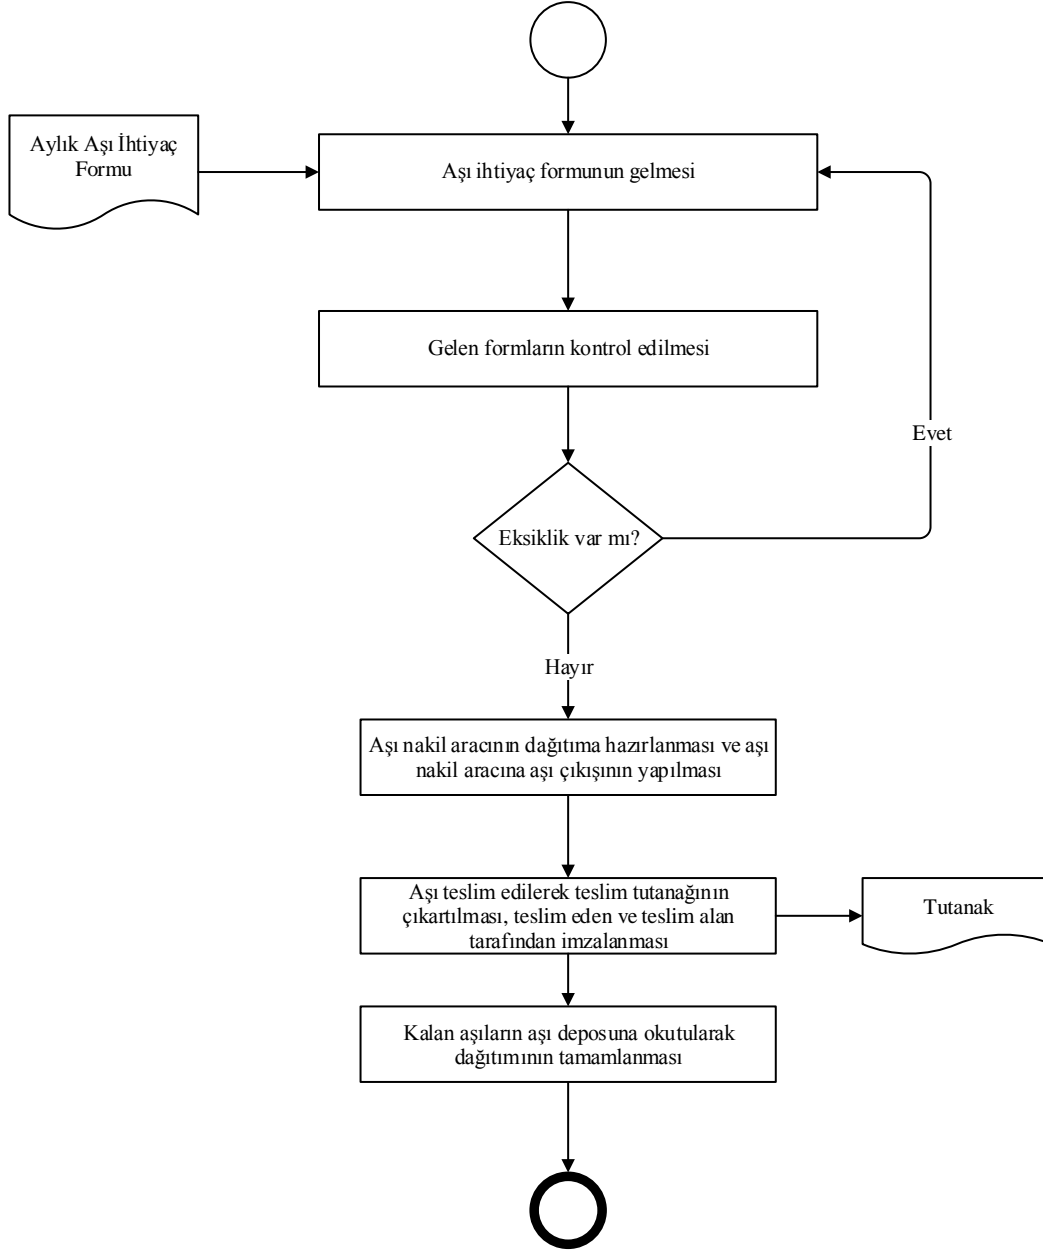 Aylık Aşı İhtiyaç
Formu
Aşı ihtiyaç formunun gelmesi
Gelen formların kontrol edilmesi
Evet
Eksiklik var mı?
Hayır
Aşı nakil aracının dağıtıma hazırlanması ve aşı
nakil aracına aşı çıkışının yapılması
Aşı teslim edilerek teslim tutanağının
çıkartılması, teslim eden ve teslim alan
tarafından imzalanması
Tutanak
Kalan aşıların aşı deposuna okutularak
dağıtımının tamamlanması